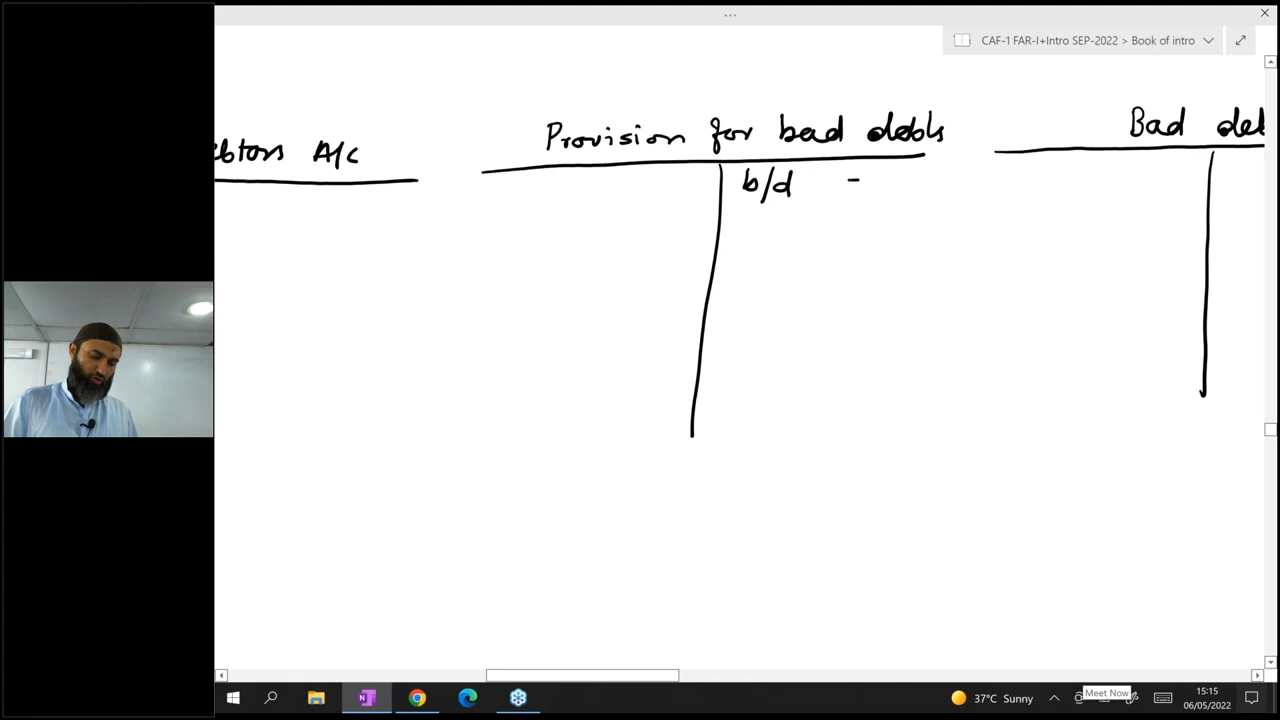 CAF-1 FAR-I+Intro SEP-2022 > Book of intro
Provision for bad debts
Bad deb
ebtors A/c
b/d -
Meet Now
37°C Sunny
15:15
06/05/2022